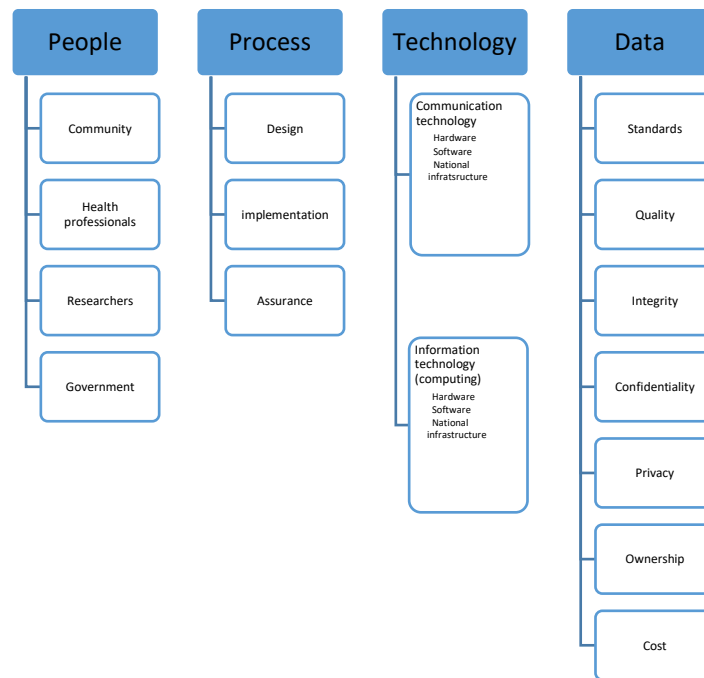 People
Community
Health
professionals
Researchers
Government
Process
Design
implementation
Assurance
Technology
Communication
technology
Hardware
Software
National
infratsructure
Information
technology
(computing)
Hardware
Software
National
infrastructure
Data
Standards
Quality
Integrity
Confidentiality
Privacy
Ownership
Cost